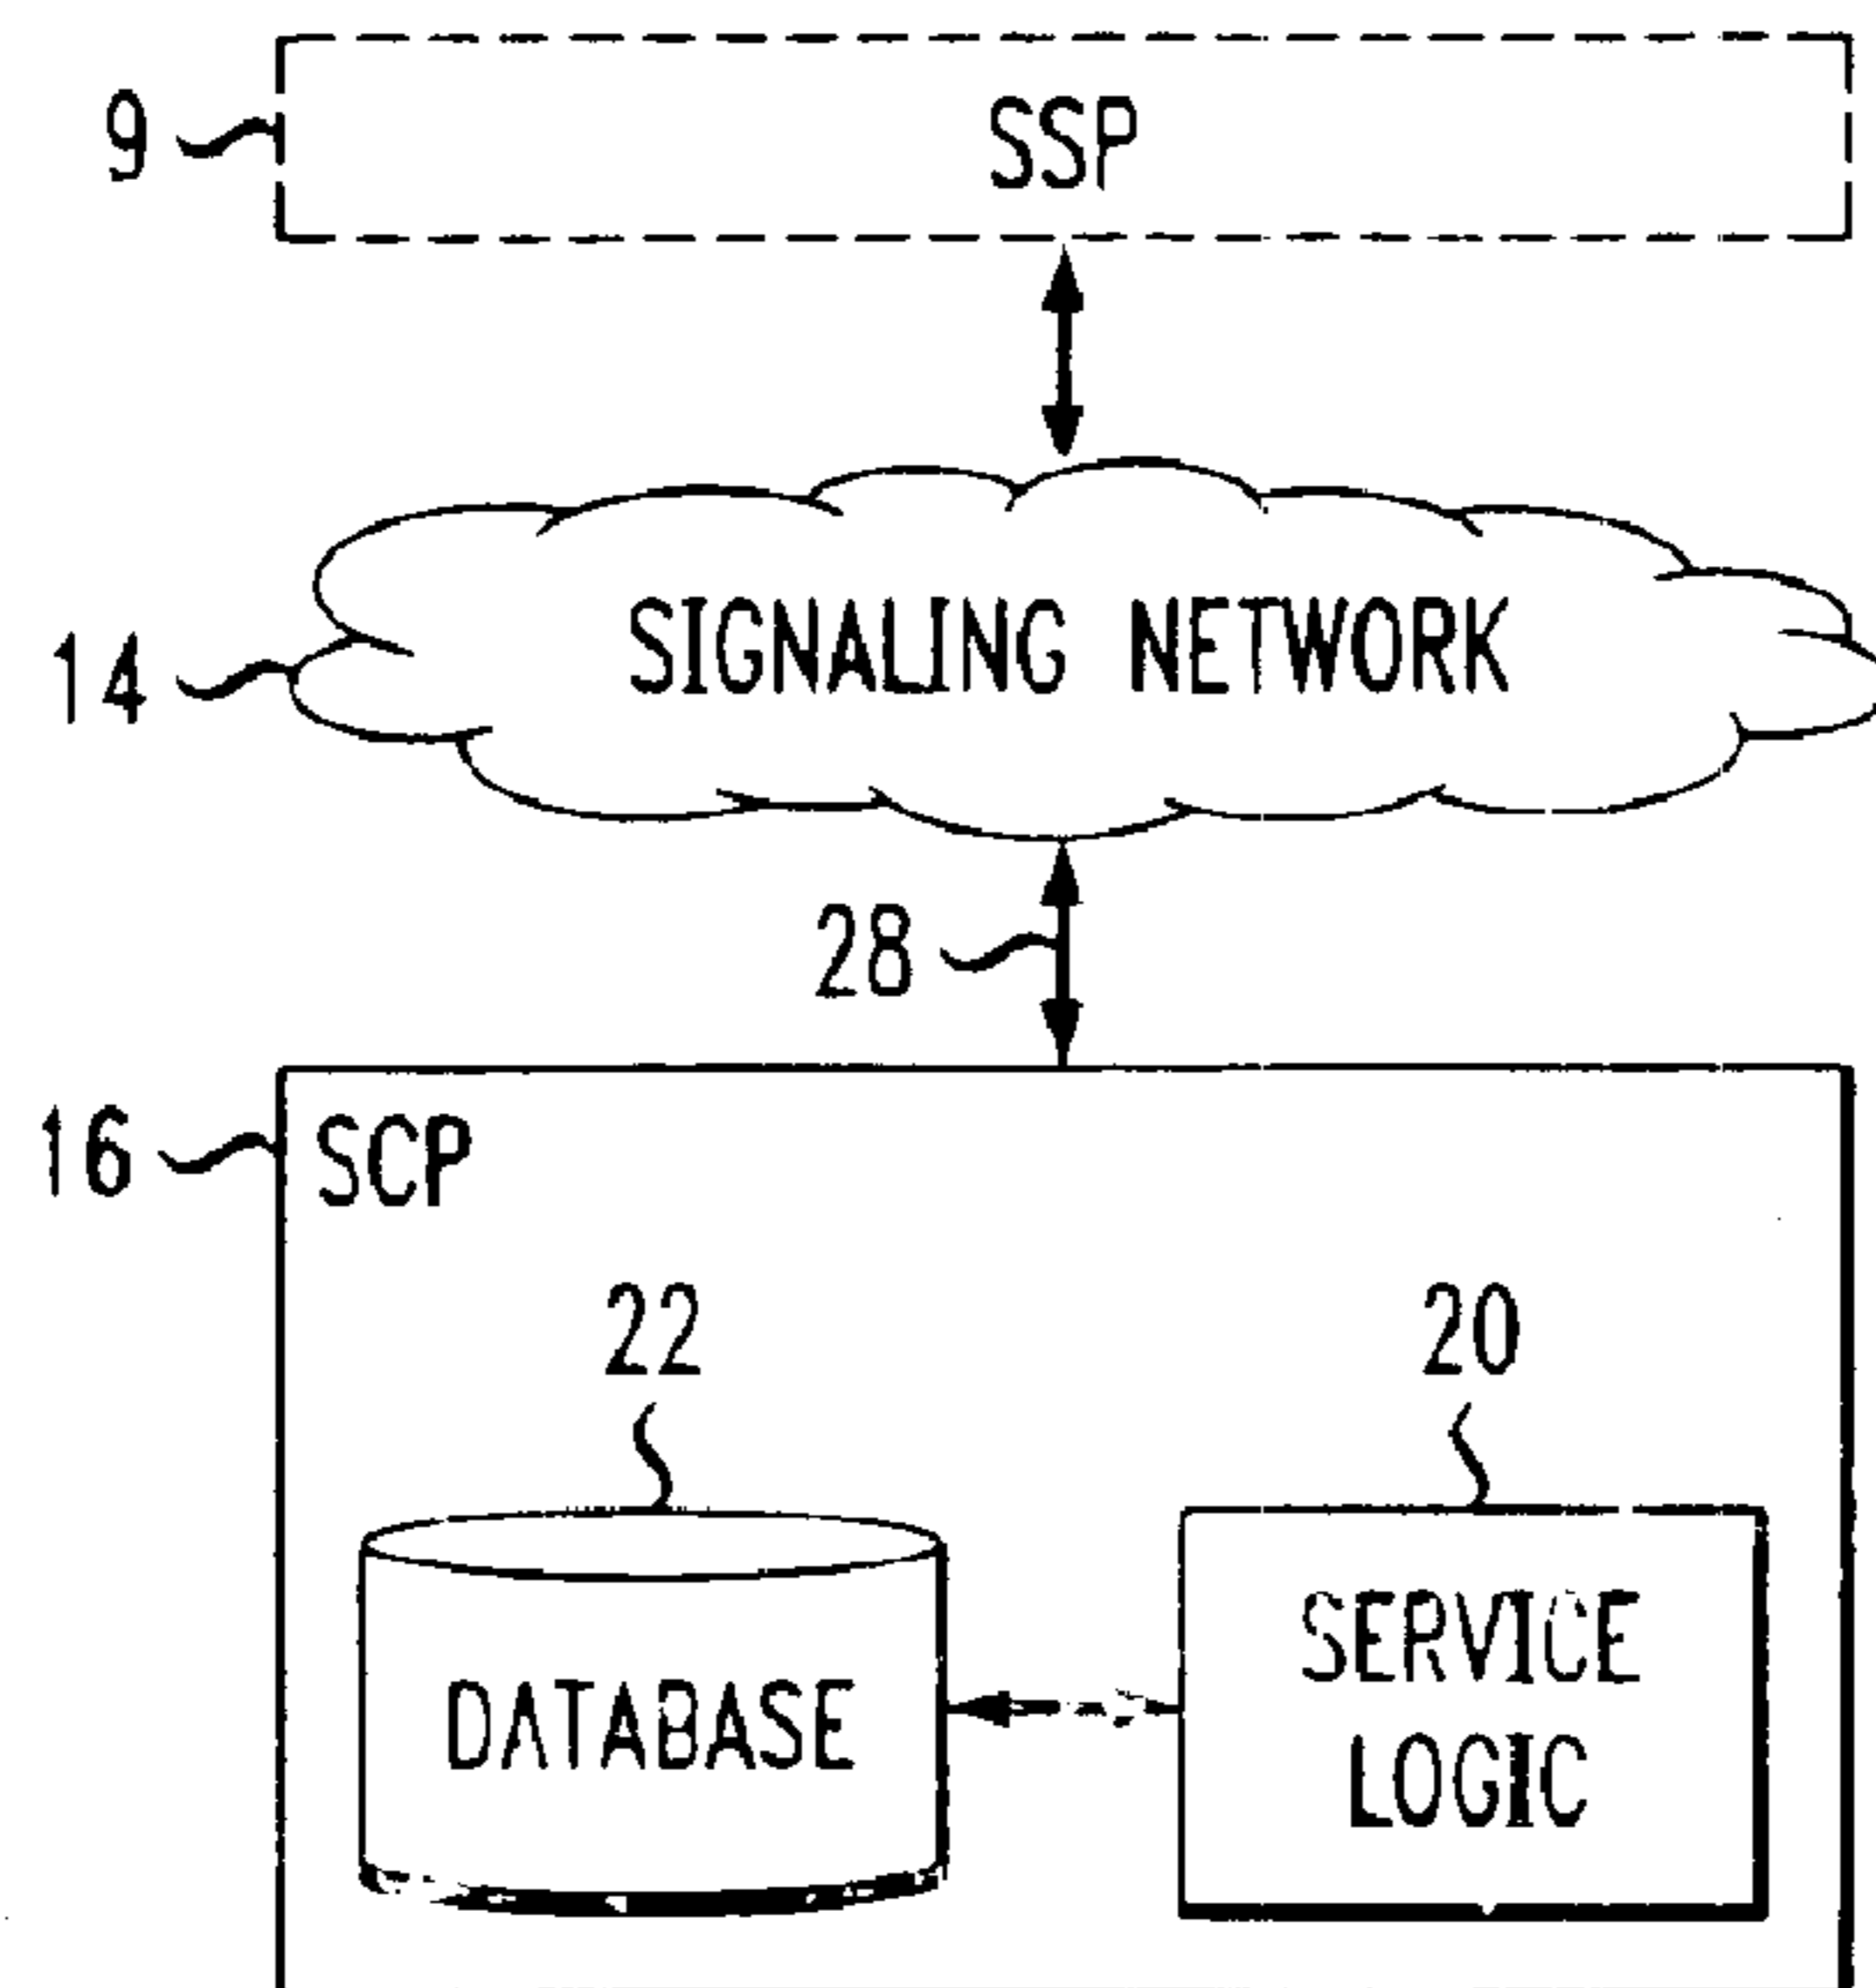 9
SSP
14
SIGNALING NETWORK
28
16
SCP
22
20
DATABASE
SERVICE
LOGIC